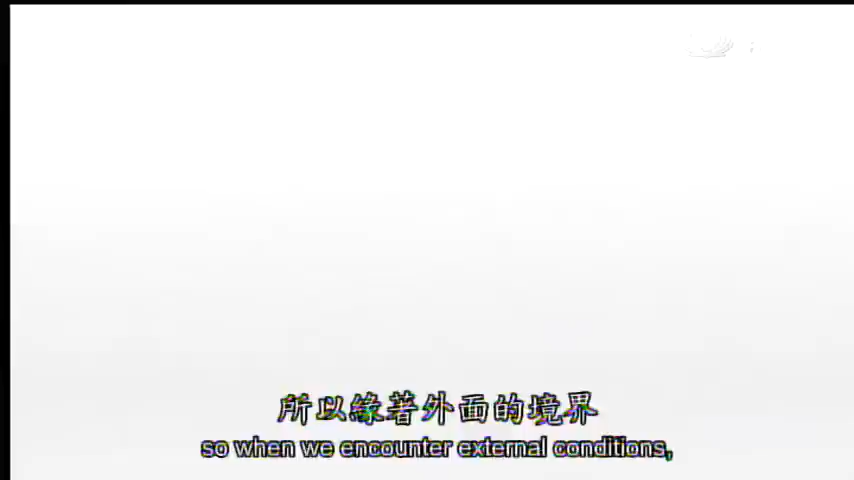 所以緣著外面的境界
so when we encounter external conditions,